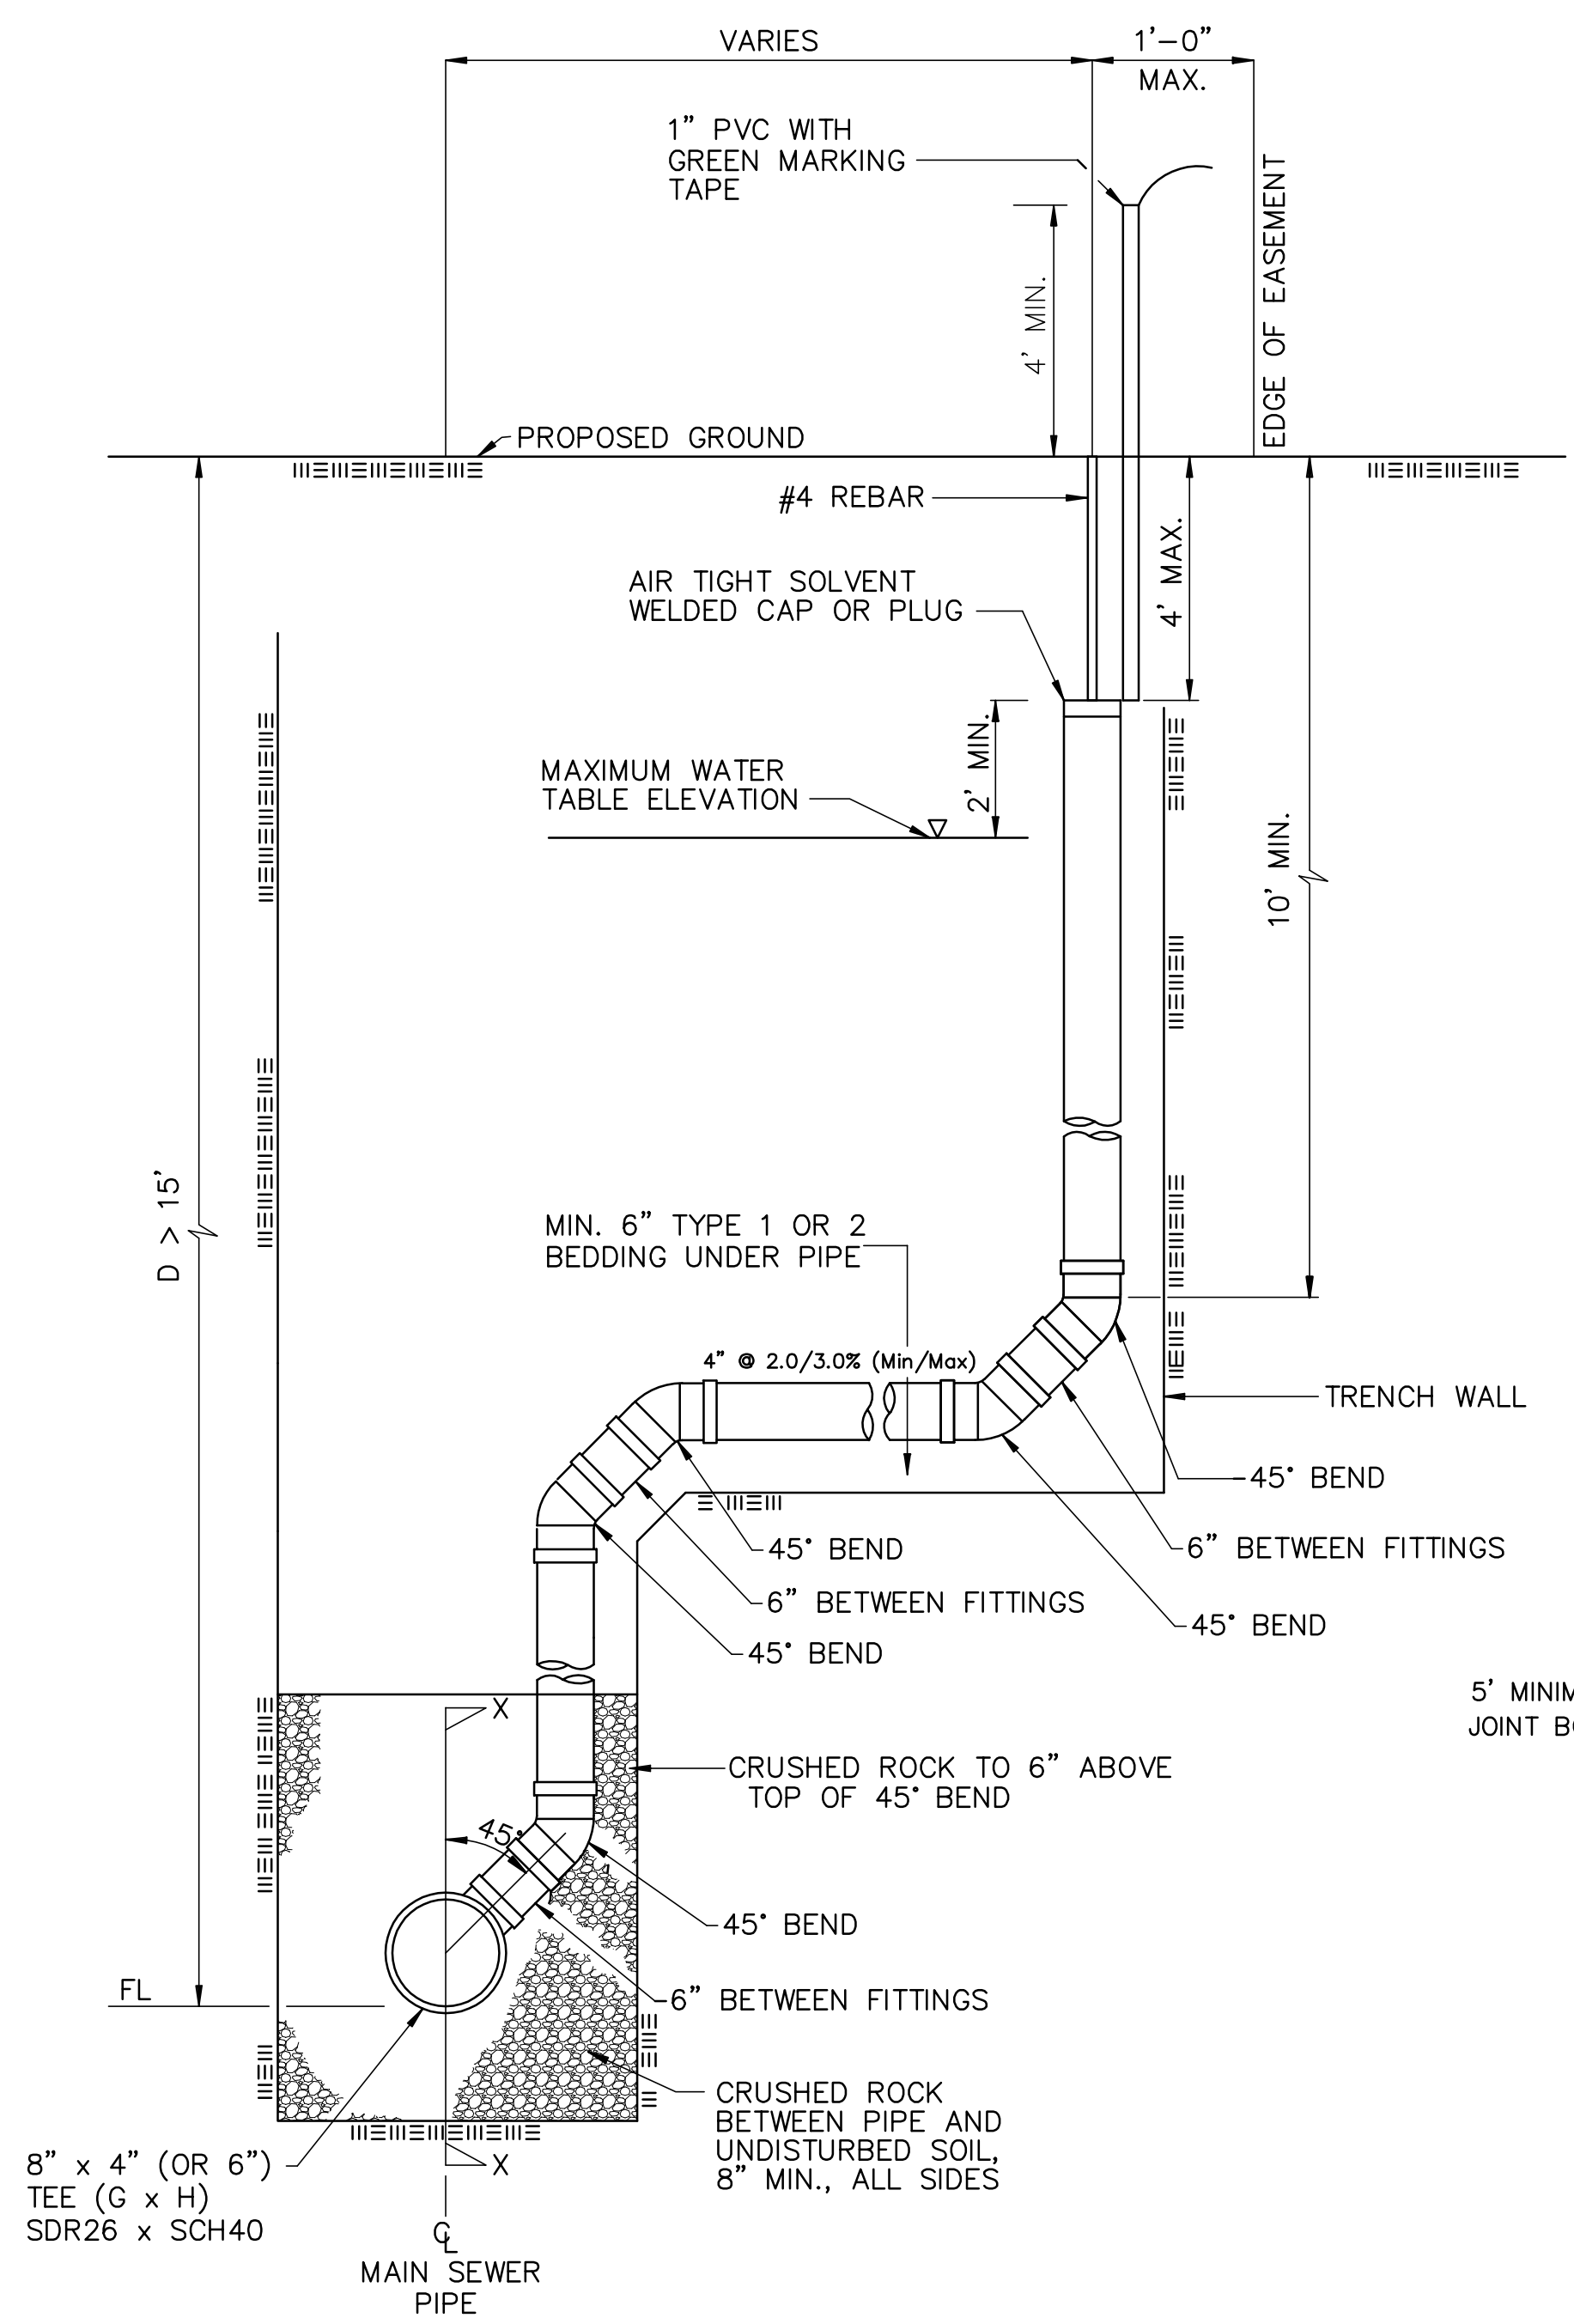 VARIES
1'-0"
MAX.
1" PVC WITH
GREEN MARKING
TAPE
EDGE OF EASEMENT
4' MIN.
PROPOSED GROUND
#4 REBAR
4' MAX.
AIR TIGHT SOLVENT
WELDED CAP OR PLUG
2' MIN.
MAXIMUM WATER
TABLE ELEVATION
10' MIN.
D > 15'
MIN. 6" TYPE 1 OR 2
BEDDING UNDER PIPE
4" @ 2.0/3.0% (Min/Max)
TRENCH WALL
45° BEND
45° BEND
6" BETWEEN FITTINGS
6" BETWEEN FITTINGS
45° BEND
45° BEND
5' MINIM
JOINT BO
X
CRUSHED ROCK TO 6" ABOVE
TOP OF 45° BEND
45°
45° BEND
FL
6" BETWEEN FITTINGS
CRUSHED ROCK
BETWEEN PIPE AND
UNDISTURBED SOIL,
8" MIN., ALL SIDES
X
8" x 4" (OR 6")
TEE (G x H)
SDR26 x SCH40
CL
MAIN SEWER
PIPE